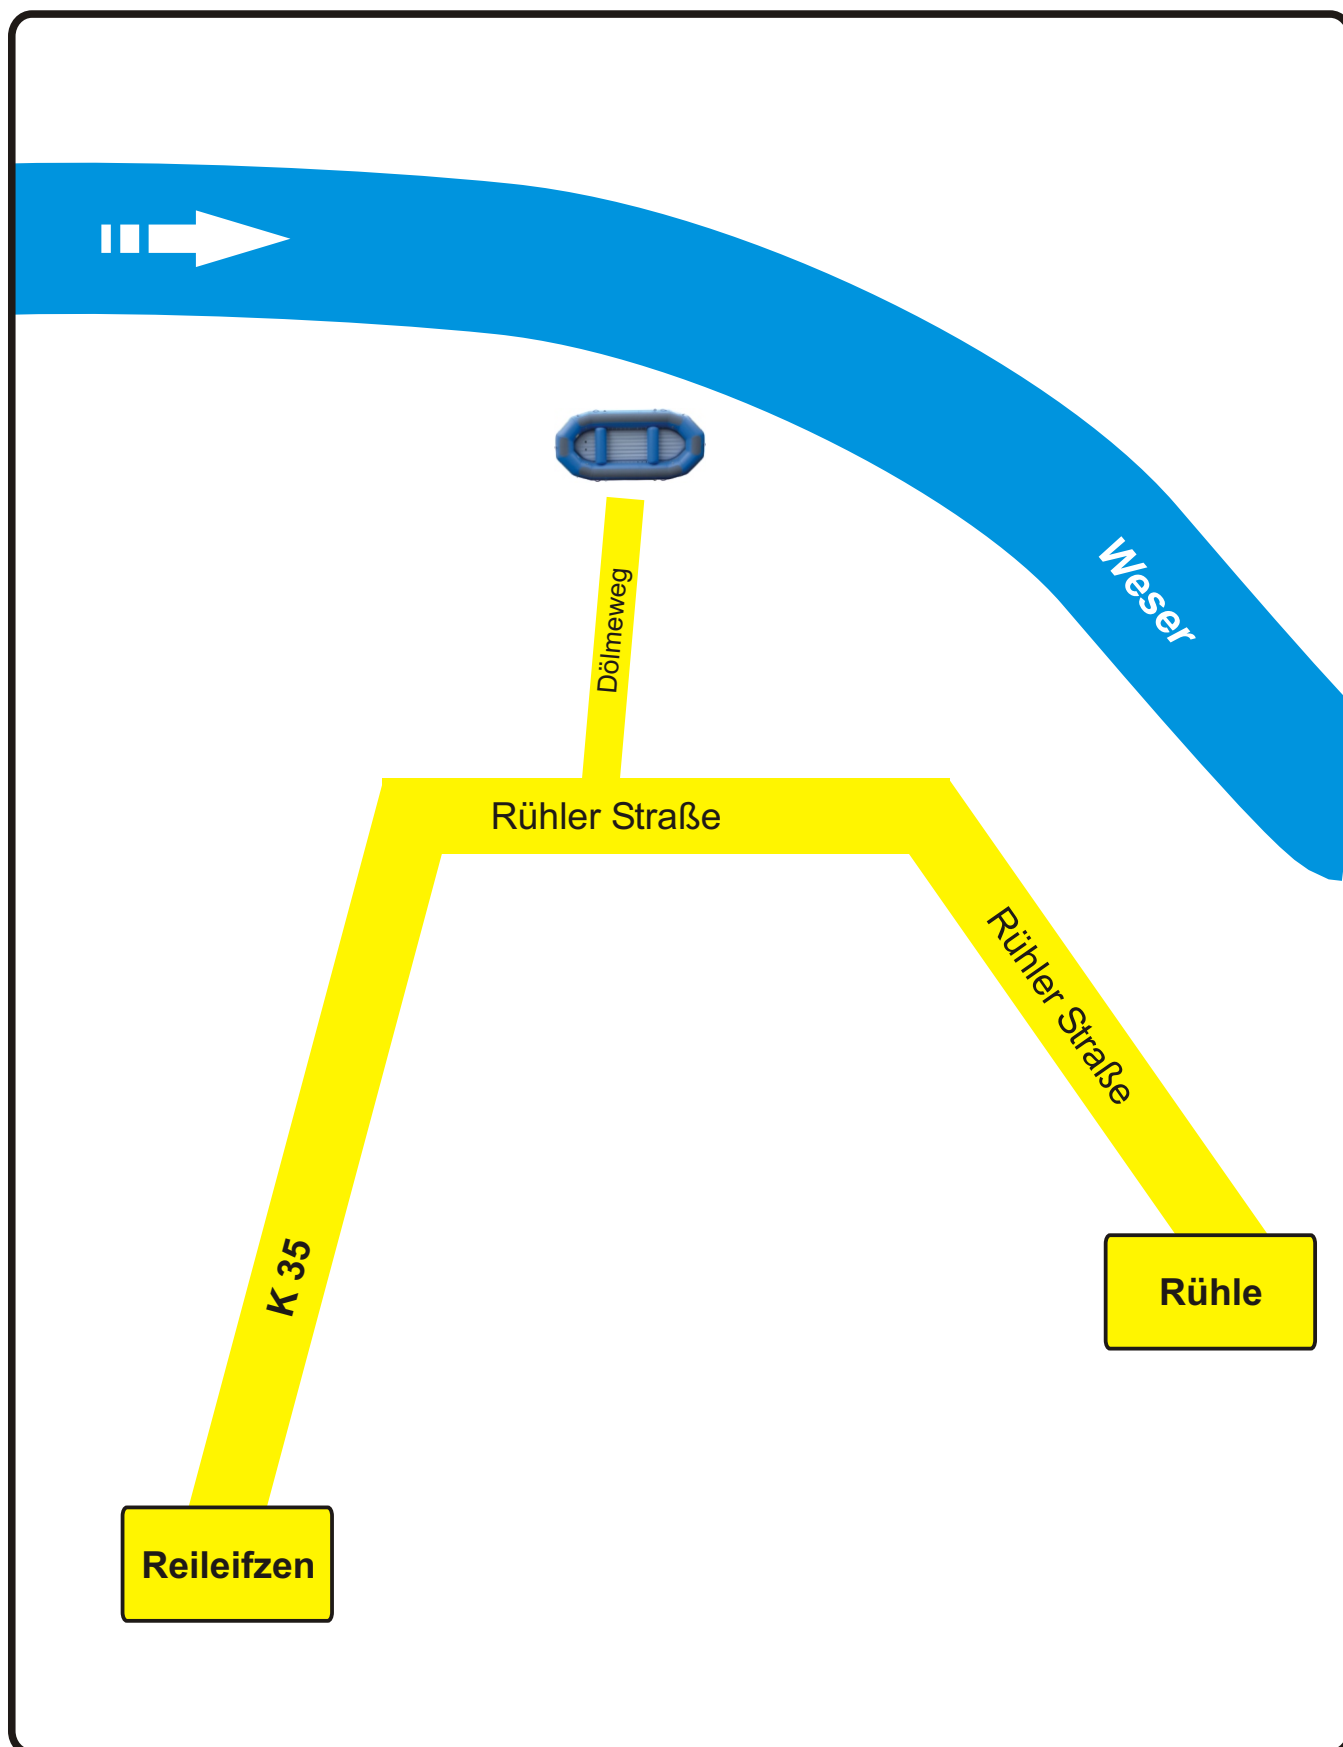 Weser
Dölmeweg
Rühler Straße
Rühler Straße
K 35
Rühle
Reileifzen